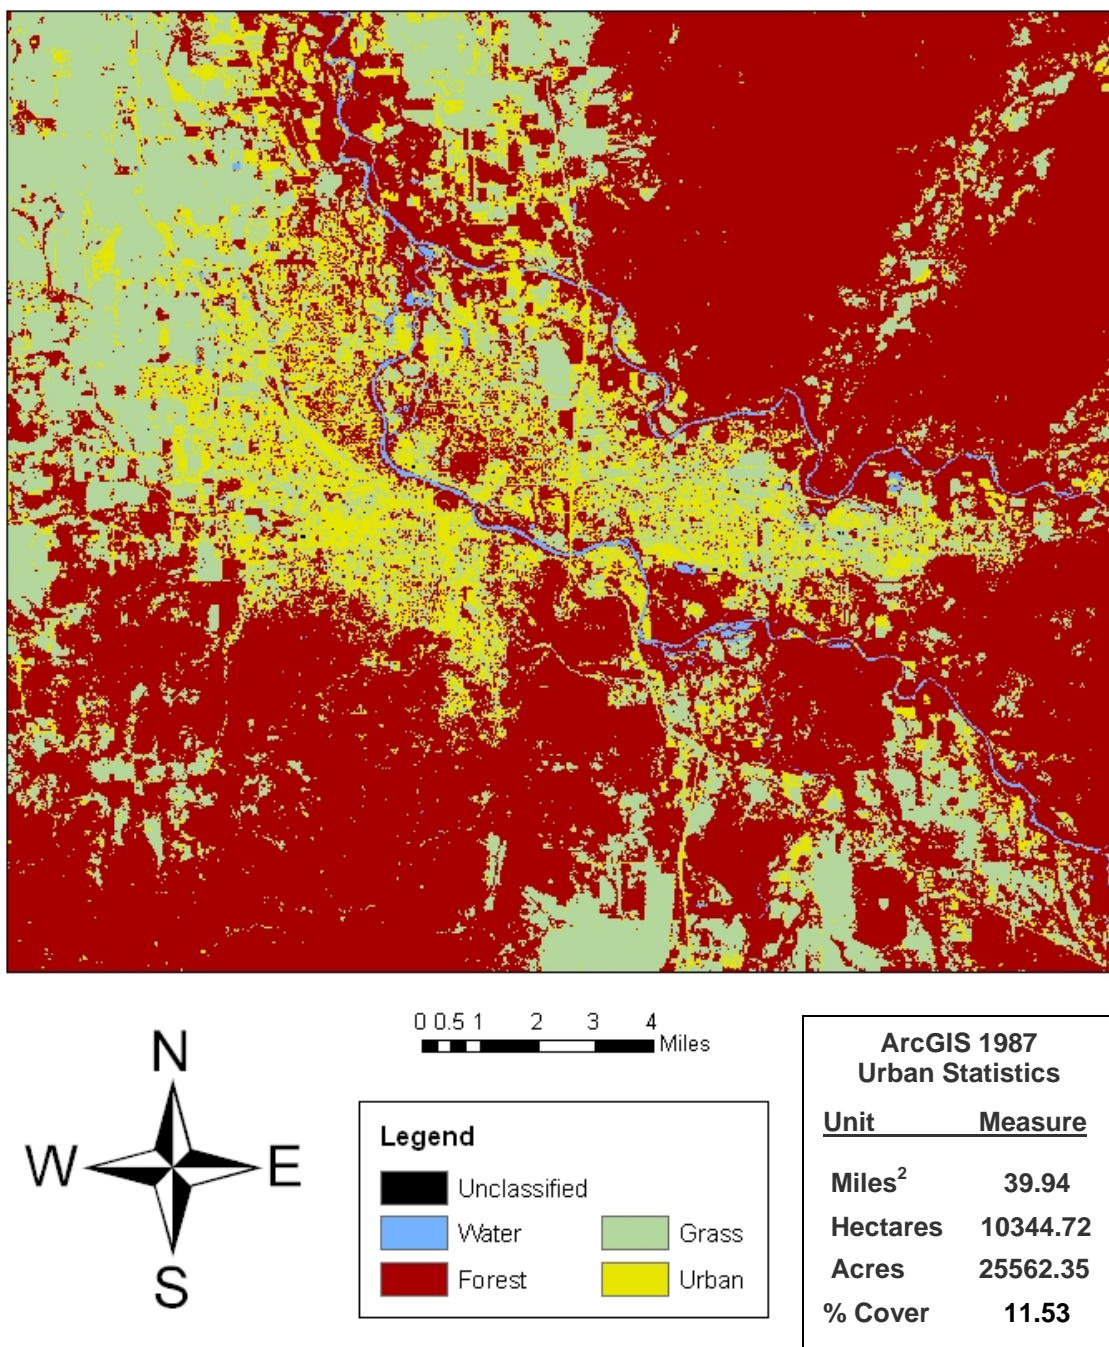 N
W E
S
0 0.5 1 2 3 4
Miles
Legend
Unclassified
Water Grass
Forest Urban
ArcGIS 1987
Urban Statistics
Unit Measure
Miles² 39.94
Hectares 10344.72
Acres 25562.35
% Cover 11.53